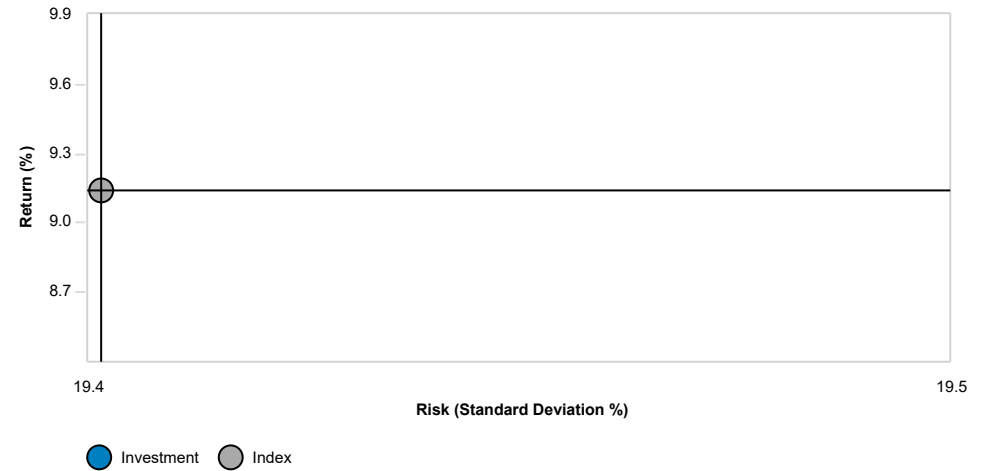 9.9
9.6
9.3
9.0
8.7
Return (%)
19.4
19.5
Risk (Standard Deviation %)
Investment
Index